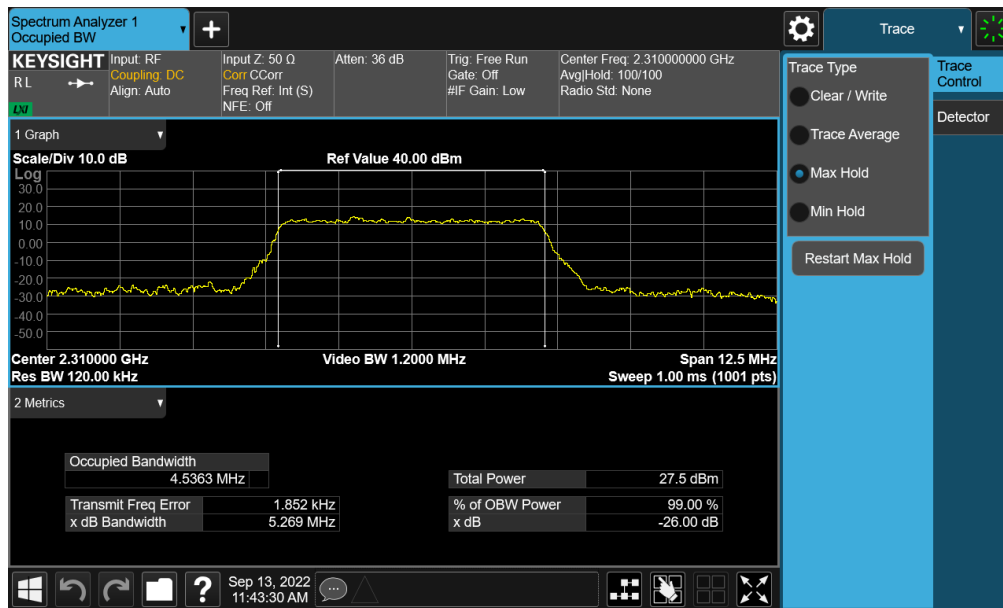 Spectrum Analyzer 1
Occupied BW
+
Trace
KEYSIGHT
R L
LXI
Input: RF
Coupling: DC
Align: Auto
Input Z: 50 Ω
Corr CCorr
Freq Ref: Int (S)
NFE: Off
Atten: 36 dB
Trig: Free Run
Gate: Off
#IF Gain: Low
Center Freq: 2.310000000 GHz
Avg|Hold: 100/100
Radio Std: None
Trace Type
Clear / Write
Trace Average
Max Hold
Min Hold
Restart Max Hold
Trace
Control
Detector
1 Graph
Scale/Div 10.0 dB
Ref Value 40.00 dBm
Log
30.0
20.0
10.0
0.00
-10.0
-20.0
-30.0
-40.0
-50.0
Center 2.310000 GHz
Video BW 1.2000 MHz
Span 12.5 MHz
Res BW 120.00 kHz
Sweep 1.00 ms (1001 pts)
2 Metrics
Occupied Bandwidth
4.5363 MHz
Total Power 27.5 dBm
Transmit Freq Error 1.852 kHz
% of OBW Power 99.00 %
x dB Bandwidth 5.269 MHz
x dB -26.00 dB
?
Sep 13, 2022
11:43:30 AM